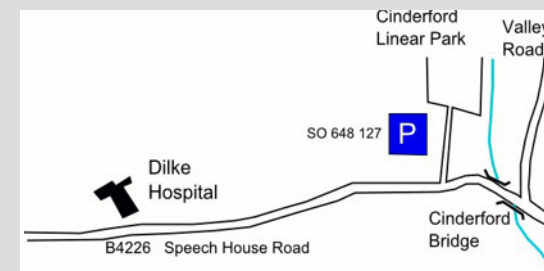 Cinderford
Linear Park
Valley
Road
SO 648 127
P
Dilke
Hospital
Cinderford
Bridge
B4226 Speech House Road